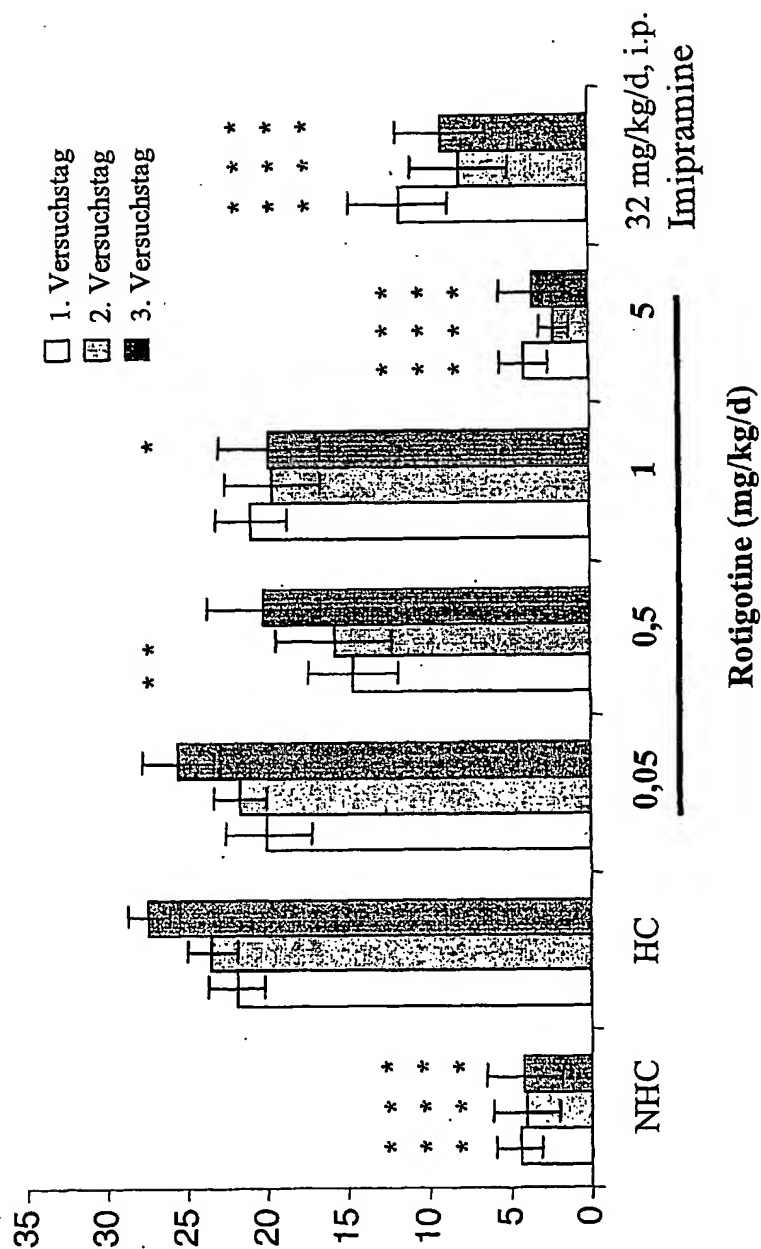 1. Versuchstag
2. Versuchstag
3. Versuchstag
35
30
25
20
15
10
5
0
* * *
* * *
* * *
* *
*
* * *
* * *
* * *
* * *
* * *
* * *
NHC
HC
0,05
0,5
1
5
32 mg/kg/d, i.p.
Imipramine
Rotigotine (mg/kg/d)